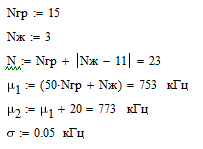 Nгр := 15
Nж := 3
N := Nгр + |Nж − 11| = 23
μ₁ := (50·Nгр + Nж) = 753 кГц
μ₂ := μ₁ + 20 = 773 кГц
σ := 0.05 кГц